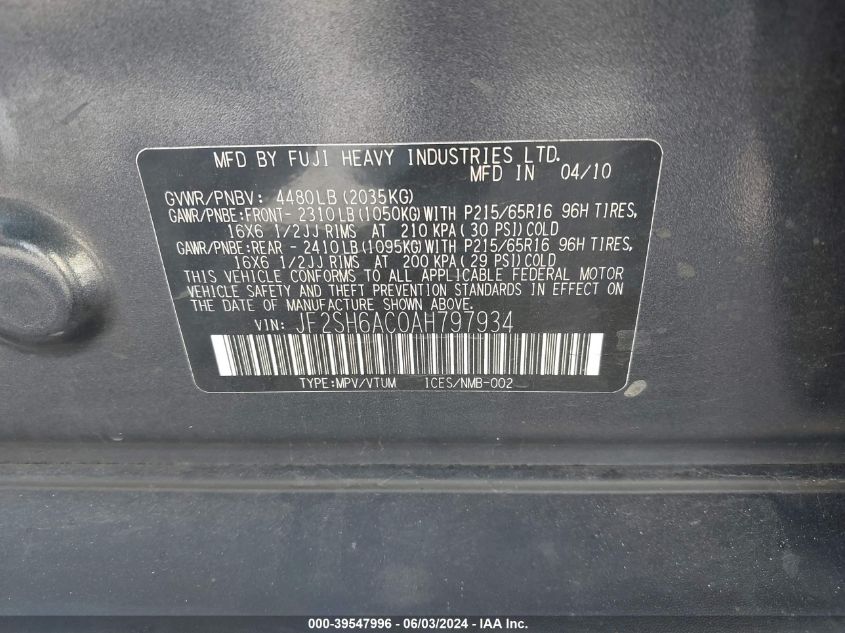 MFD BY FUJI HEAVY INDUSTRIES LTD.
MFD IN 04/10
GVWR/PNBV: 4480LB(2035KG)
GAWR/PNBE:FRONT- 2310LB(1050KG)WITH P215/65R16 96H TIRES,
16X6 1/2JJ RIMS AT 210 KPA(30 PSI)COLD
GAWR/PNBE:REAR - 2410LB(1095KG)WITH P215/65R16 96H TIRES,
16X6 1/2JJ RIMS AT 200 KPA(29 PSI)COLD
THIS VEHICLE CONFORMS TO ALL APPLICABLE FEDERAL MOTOR
VEHICLE SAFETY AND THEFT PREVENTION STANDARDS IN EFFECT ON
THE DATE OF MANUFACTURE SHOWN ABOVE.
VIN: JF2SH6AC0AH797934
TYPE:MPV/VTUM ICES/NMB-002
000-39547996 - 06/03/2024 - © IAA, Inc.